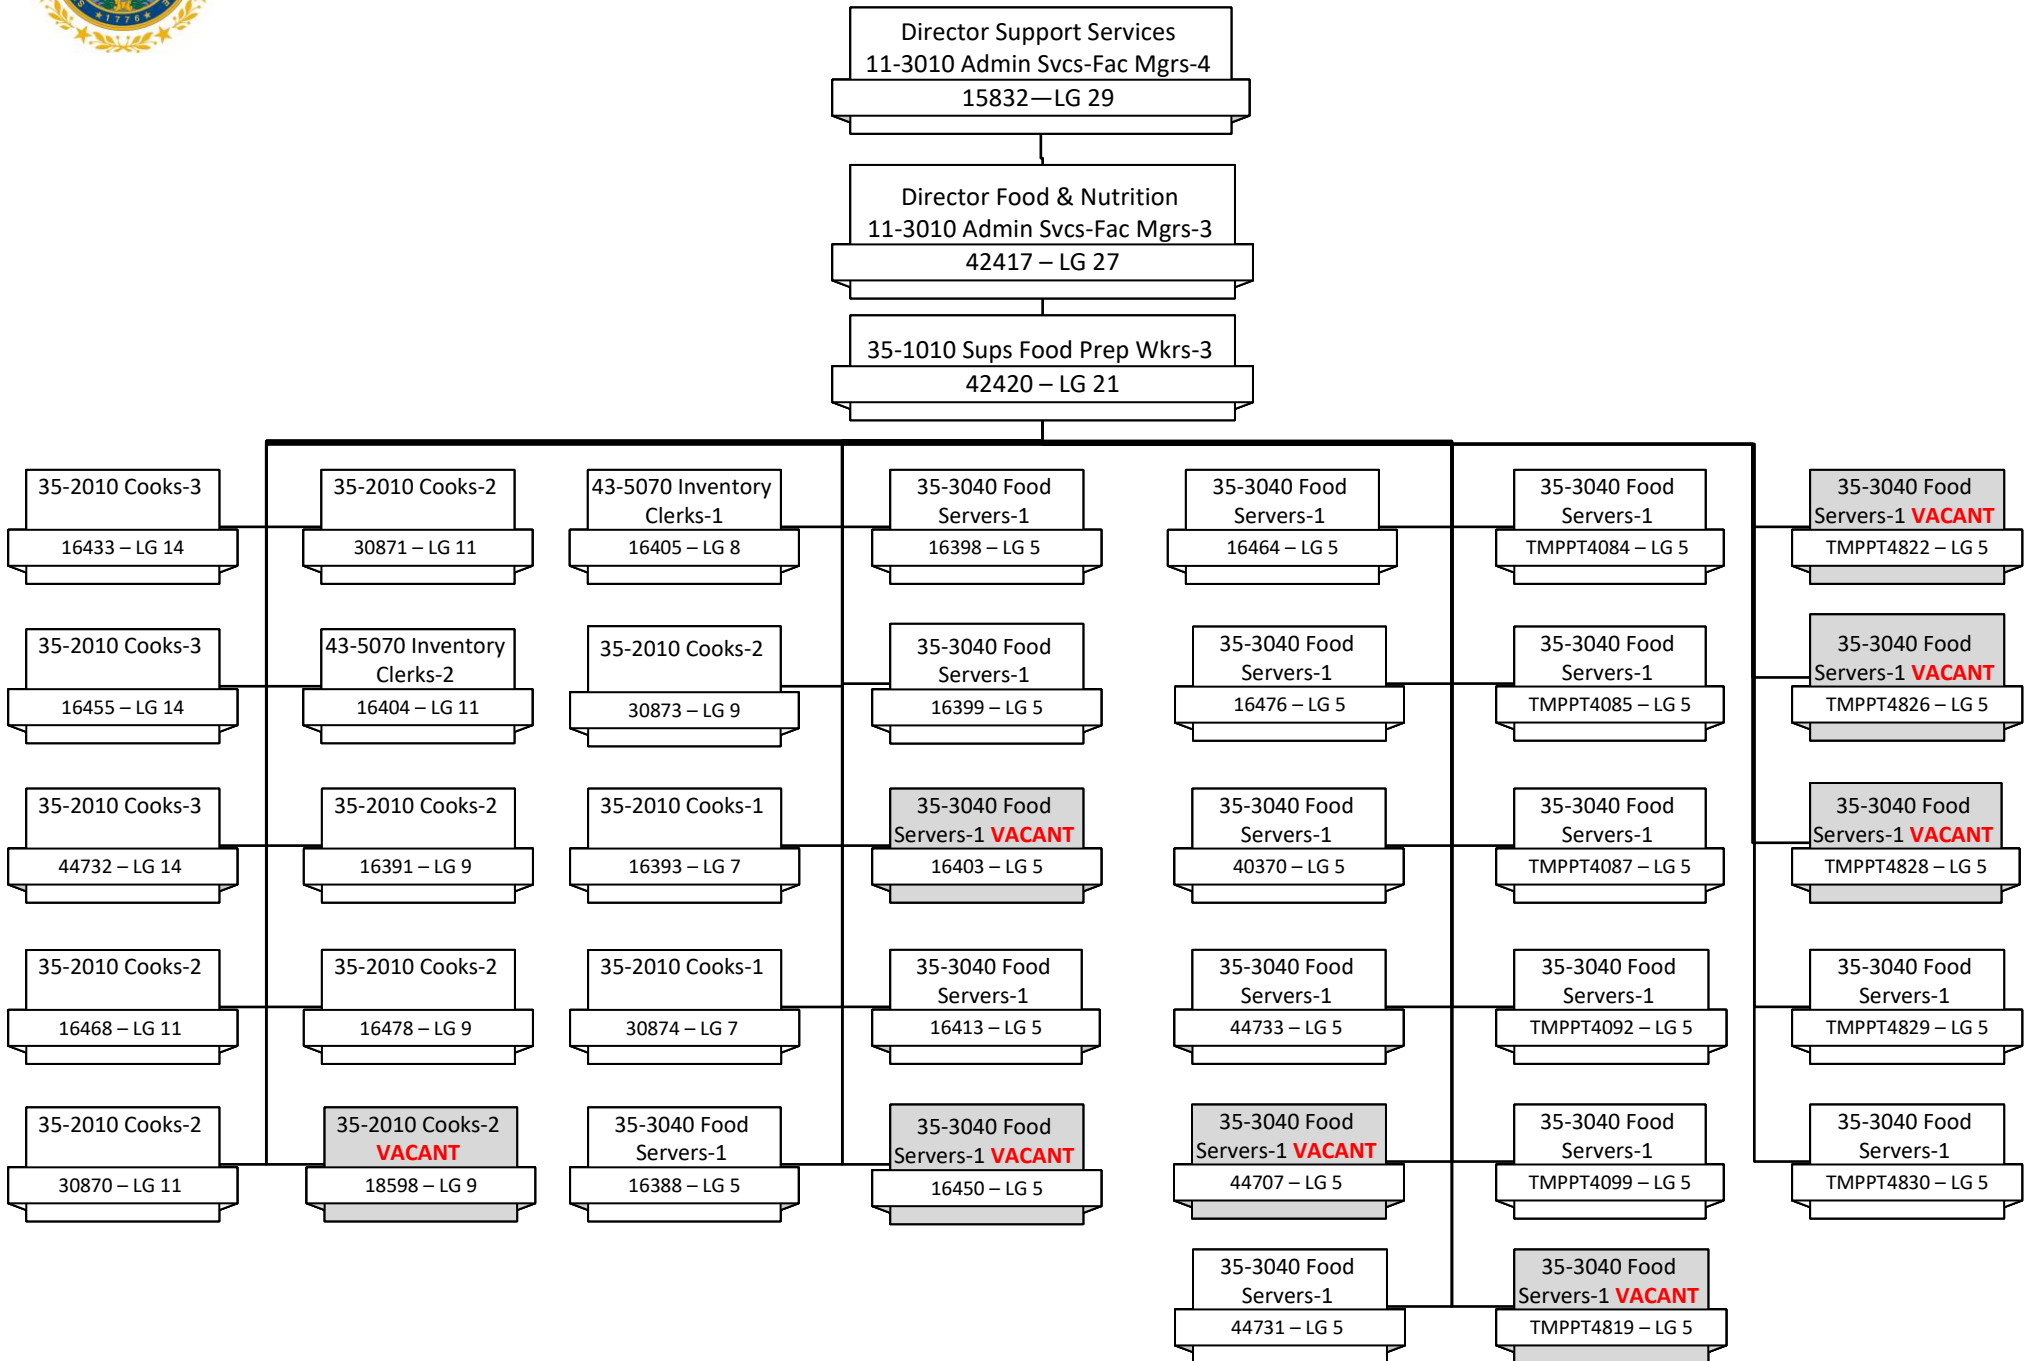 1776
Director Support Services
11-3010 Admin Svcs-Fac Mgrs-4
15832—LG 29
Director Food & Nutrition
11-3010 Admin Svcs-Fac Mgrs-3
42417 – LG 27
35-1010 Sups Food Prep Wkrs-3
42420 – LG 21
35-2010 Cooks-3
16433 – LG 14
35-2010 Cooks-2
30871 – LG 11
43-5070 Inventory
Clerks-1
16405 – LG 8
35-3040 Food
Servers-1
16398 – LG 5
35-3040 Food
Servers-1
16464 – LG 5
35-3040 Food
Servers-1
TMPPT4084 – LG 5
35-3040 Food
Servers-1 VACANT
TMPPT4822 – LG 5
35-2010 Cooks-3
16455 – LG 14
43-5070 Inventory
Clerks-2
16404 – LG 11
35-2010 Cooks-2
30873 – LG 9
35-3040 Food
Servers-1
16399 – LG 5
35-3040 Food
Servers-1
16476 – LG 5
35-3040 Food
Servers-1
TMPPT4085 – LG 5
35-3040 Food
Servers-1 VACANT
TMPPT4826 – LG 5
35-2010 Cooks-3
44732 – LG 14
35-2010 Cooks-2
16391 – LG 9
35-2010 Cooks-1
16393 – LG 7
35-3040 Food
Servers-1 VACANT
16403 – LG 5
35-3040 Food
Servers-1
40370 – LG 5
35-3040 Food
Servers-1
TMPPT4087 – LG 5
35-3040 Food
Servers-1 VACANT
TMPPT4828 – LG 5
35-2010 Cooks-2
16468 – LG 11
35-2010 Cooks-2
16478 – LG 9
35-2010 Cooks-1
30874 – LG 7
35-3040 Food
Servers-1
16413 – LG 5
35-3040 Food
Servers-1
44733 – LG 5
35-3040 Food
Servers-1
TMPPT4092 – LG 5
35-3040 Food
Servers-1
TMPPT4829 – LG 5
35-2010 Cooks-2
30870 – LG 11
35-2010 Cooks-2
VACANT
18598 – LG 9
35-3040 Food
Servers-1
16388 – LG 5
35-3040 Food
Servers-1 VACANT
16450 – LG 5
35-3040 Food
Servers-1 VACANT
44707 – LG 5
35-3040 Food
Servers-1
TMPPT4099 – LG 5
35-3040 Food
Servers-1
TMPPT4830 – LG 5
35-3040 Food
Servers-1
44731 – LG 5
35-3040 Food
Servers-1 VACANT
TMPPT4819 – LG 5